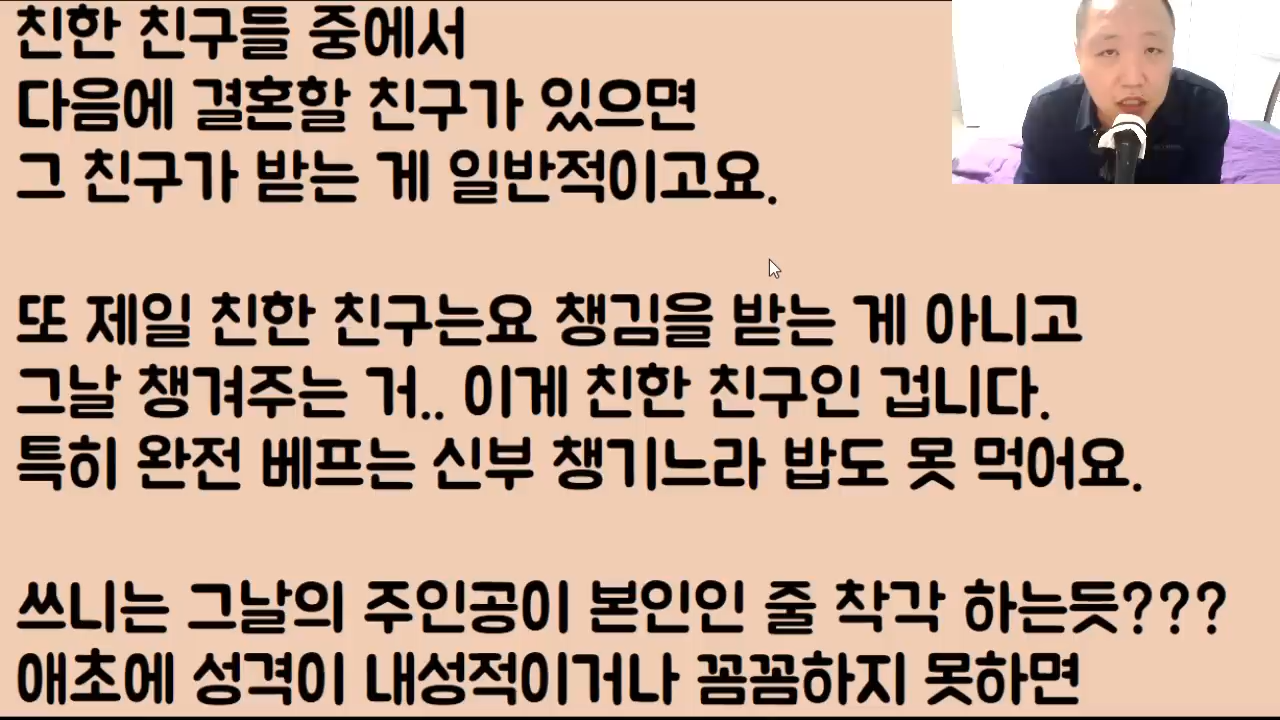 친한 친구들 중에서
다음에 결혼할 친구가 있으면
그 친구가 받는 게 일반적이고요.
또 제일 친한 친구는요 챙김을 받는 게 아니고
그날 챙겨주는 거.. 이게 친한 친구인 겁니다.
특히 완전 베프는 신부 챙기느라 밥도 못 먹어요.
쓰니는 그날의 주인공이 본인인 줄 착각 하는듯???
애초에 성격이 내성적이거나 꼼꼼하지 못하면